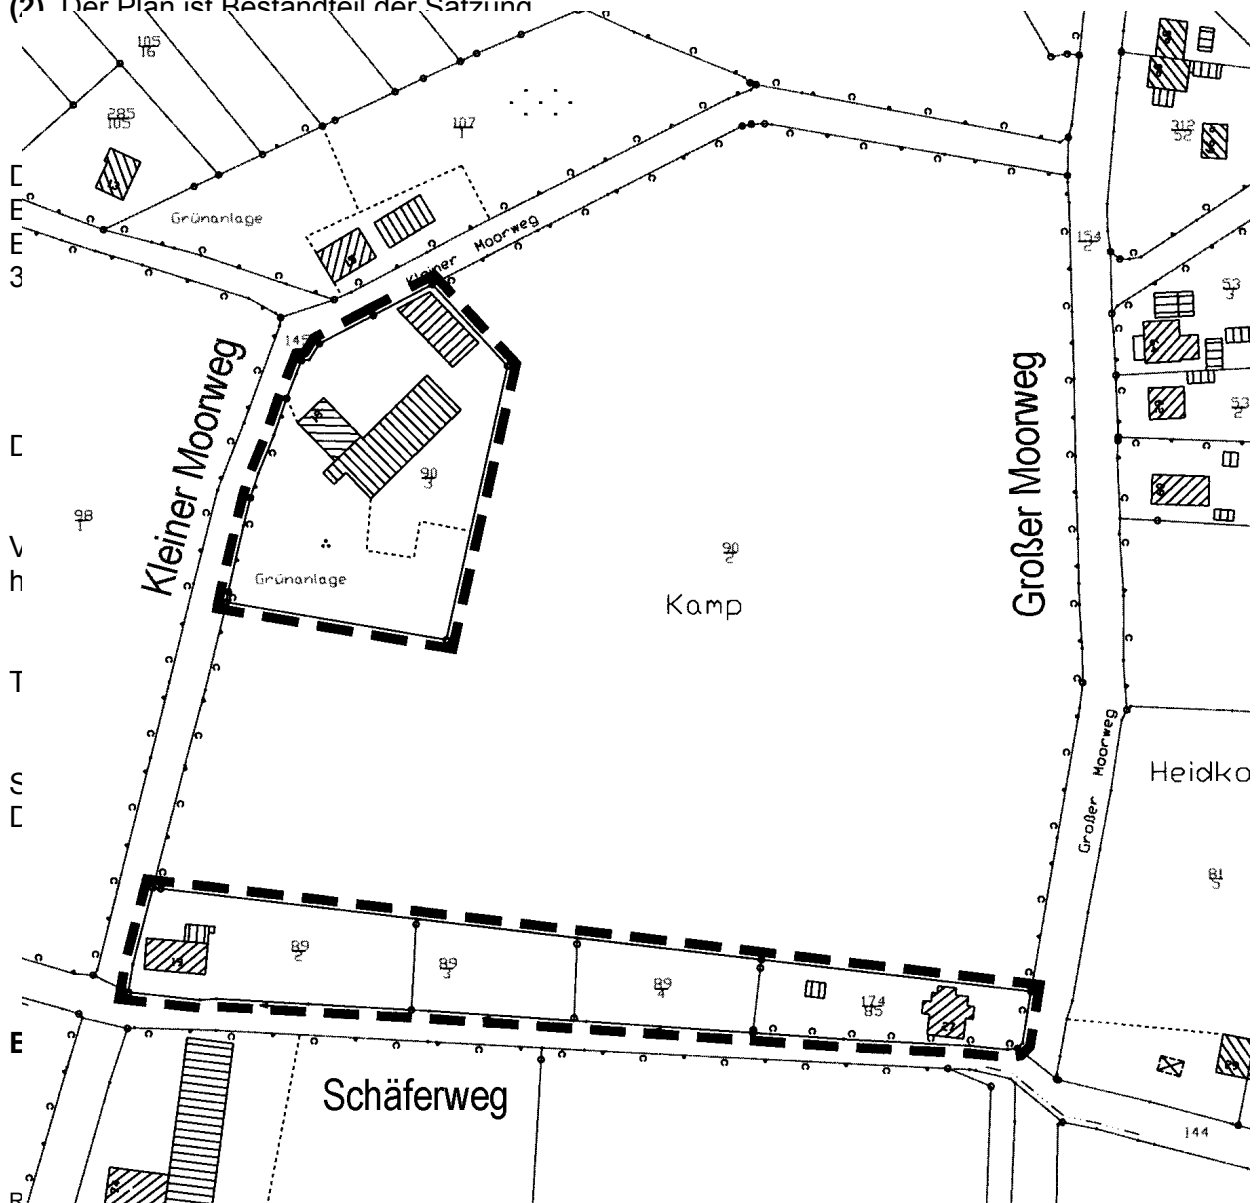 (2) Der Plan ist Bestandteil der Satzung
105
16
285
105
107
1
312
52
Grünanlage
Kleiner Moorweg
154
2
53
3
145
Kleiner Moorweg
Großer Moorweg
53
2
90
3
98
1
90
2
Grünanlage
Kamp
Großer Moorweg
Heidko
81
5
89
2
89
3
89
4
174
85
Schäferweg
144
D
E
E
3
D
V
h
T
S
D
E
R